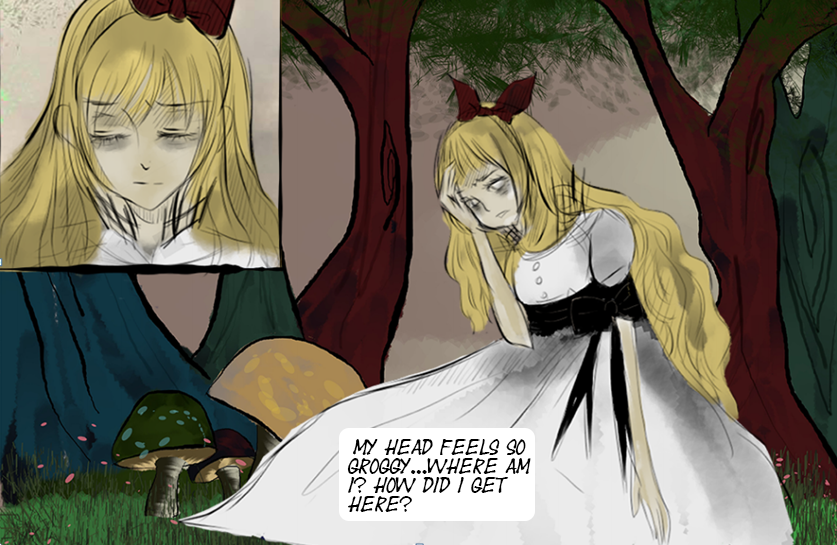 MY HEAD FEELS SO
GROGGY...WHERE AM
I? HOW DID I GET
HERE?